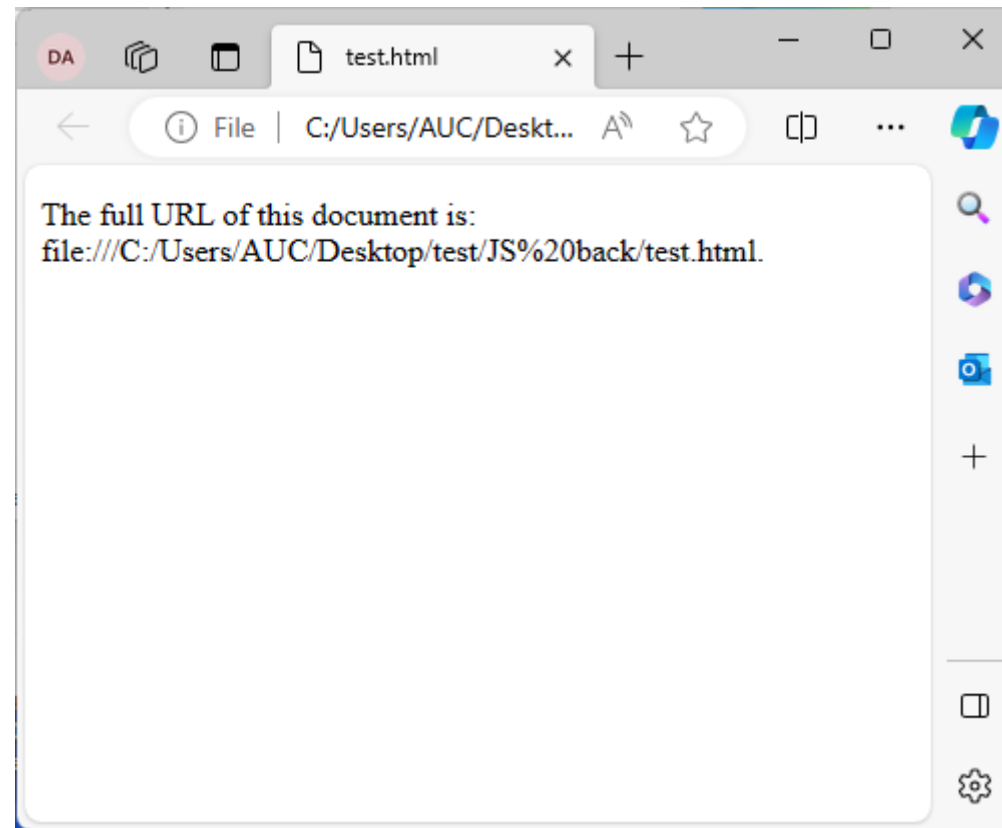 DA
test.html
File
C:/Users/AUC/Deskt...
The full URL of this document is:
file:///C:/Users/AUC/Desktop/test/JS%20back/test.html.